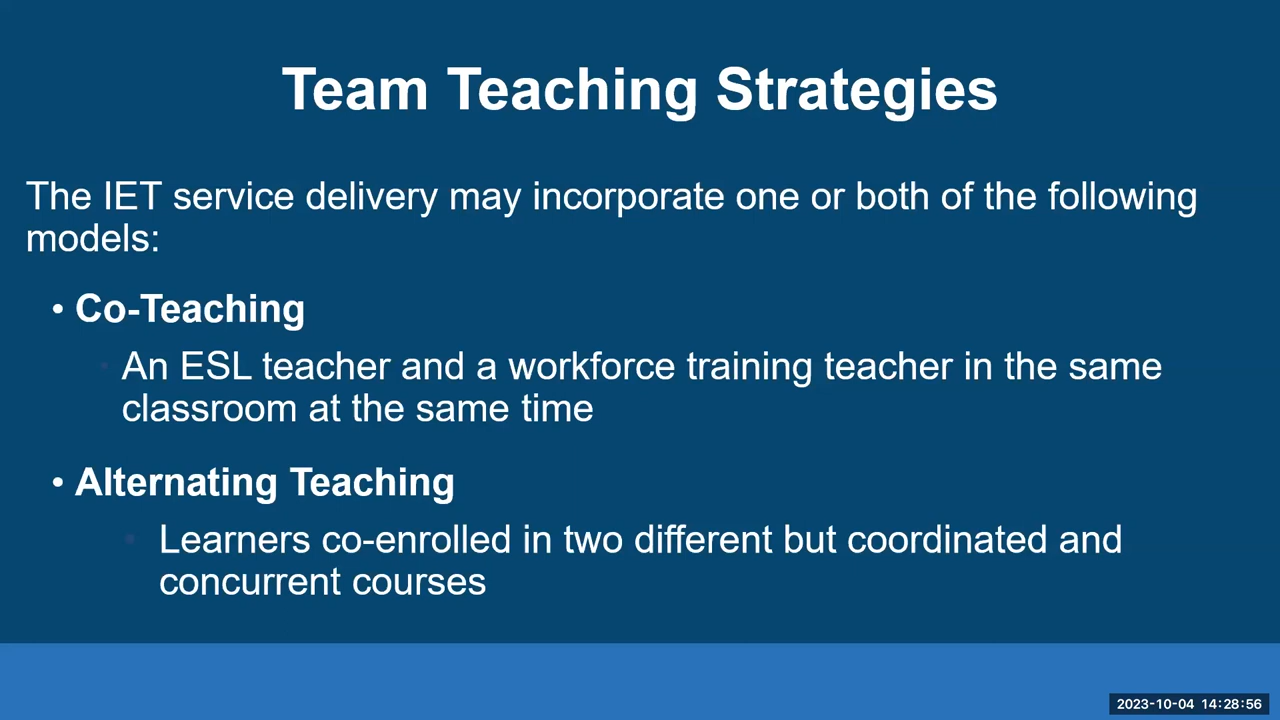 Team Teaching Strategies
The IET service delivery may incorporate one or both of the following
models:
• Co-Teaching
· An ESL teacher and a workforce training teacher in the same
classroom at the same time
• Alternating Teaching
• Learners co-enrolled in two different but coordinated and
concurrent courses
2023-10-04 14:28:56